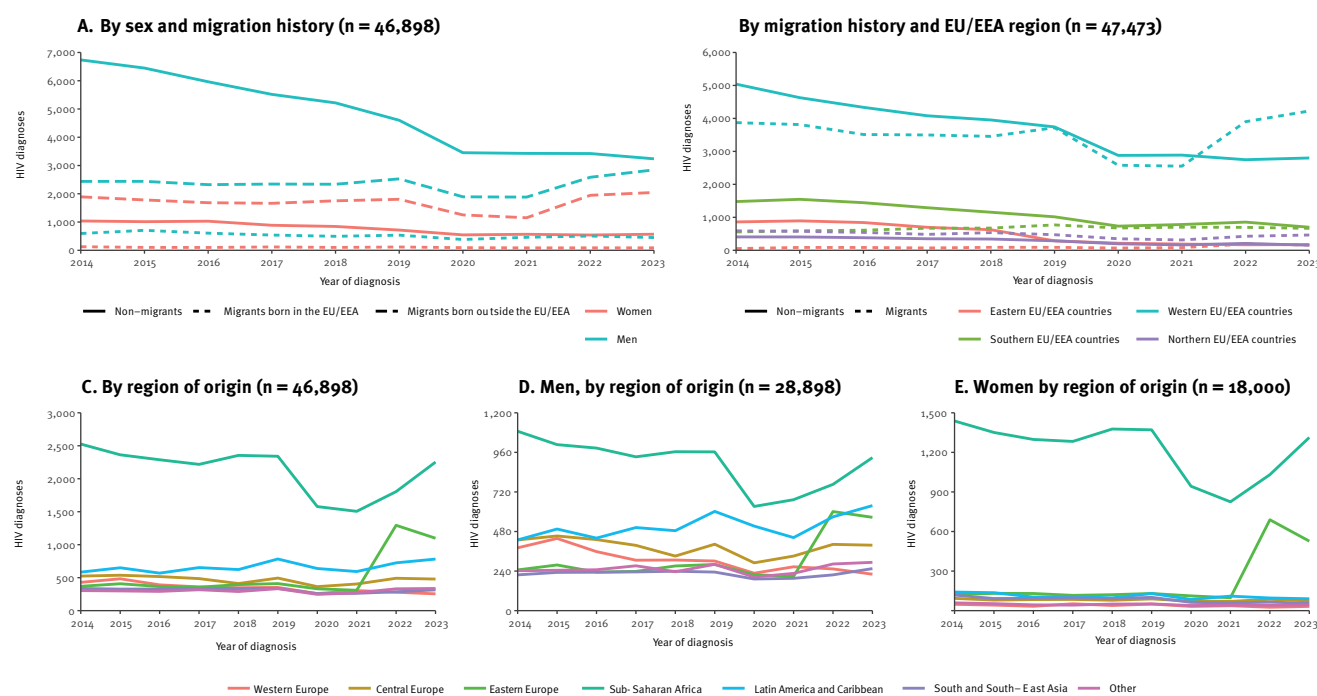 A. By sex and migration history (n = 46,898)
By migration history and EU/EEA region (n = 47,473)
HIV diagnoses
7,000
6,000
5,000
4,000
3,000
2,000
1,000
0
2014 2015 2016 2017 2018 2019 2020 2021 2022 2023
Year of diagnosis
Non–migrants
Migrants born in the EU/EEA
Migrants born outside the EU/EEA
Women
Men
HIV diagnoses
6,000
5,000
4,000
3,000
2,000
1,000
0
2014 2015 2016 2017 2018 2019 2020 2021 2022 2023
Year of diagnosis
Non–migrants
Migrants
Eastern EU/EEA countries
Western EU/EEA countries
Southern EU/EEA countries
Northern EU/EEA countries
C. By region of origin (n = 46,898)
D. Men, by region of origin (n = 28,898)
E. Women by region of origin (n = 18,000)
HIV diagnoses
3,000
2,500
2,000
1,500
1,000
500
0
2014 2015 2016 2017 2018 2019 2020 2021 2022 2023
Year of diagnosis
HIV diagnoses
1,200
960
720
480
240
0
2014 2015 2016 2017 2018 2019 2020 2021 2022 2023
Year of diagnosis
HIV diagnoses
1,500
1,200
900
600
300
0
2014 2015 2016 2017 2018 2019 2020 2021 2022 2023
Year of diagnosis
Western Europe
Central Europe
Eastern Europe
Sub- Saharan Africa
Latin America and Caribbean
South and South– East Asia
Other